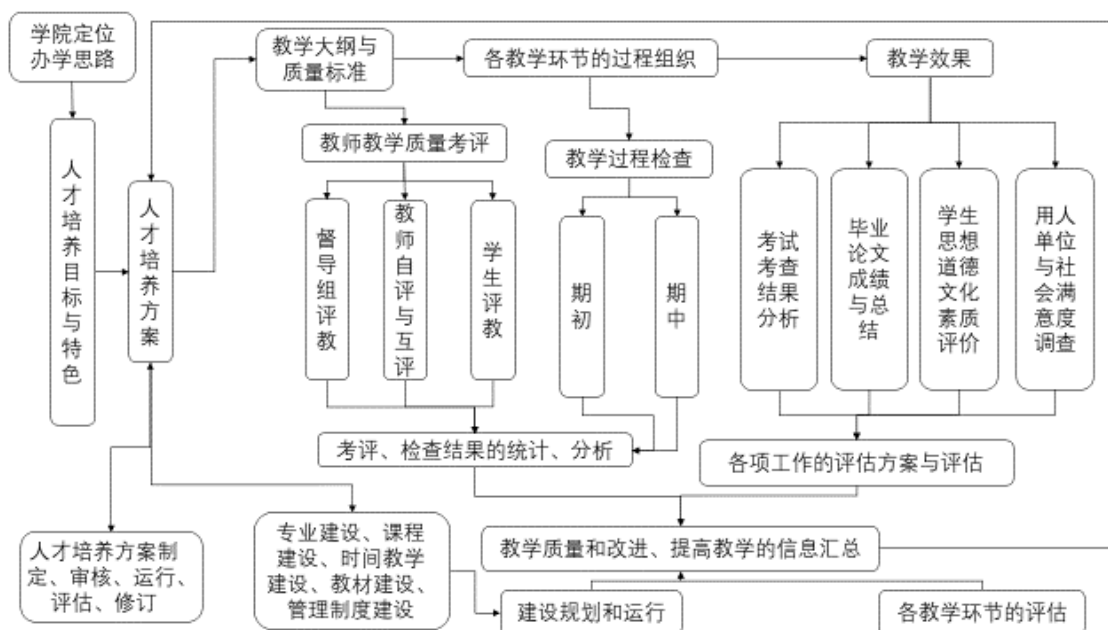 学院定位
办学思路
教学大纲与
质量标准
各教学环节的过程组织
教学效果
教师教学质量考评
教学过程检查
人才培养目标与特色
人才培养方案
督导组评教
教师自评与互评
学生评教
期初
期中
考试
考查
结果
分析
毕业
论文
成绩
与总
结
学生
思想
道德
文化
素质
评价
用人
单位
与社
会满
意度
调查
考评、检查结果的统计、分析
各项工作的评估方案与评估
人才培养方案制
定、审核、运行、
评估、修订
专业建设、课程
建设、时间教学
建设、教材建设、
管理制度建设
教学质量和改进、提高教学的信息汇总
建设规划和运行
各教学环节的评估